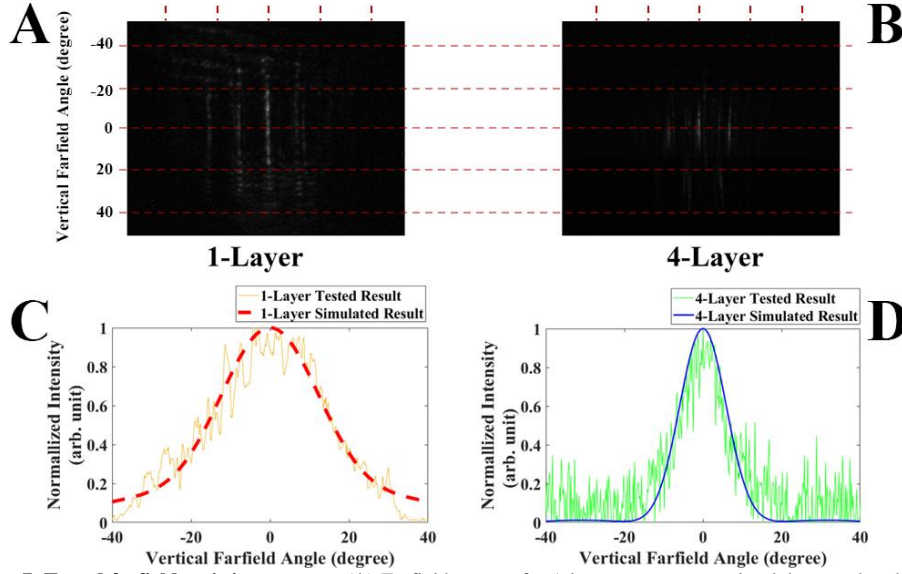 A
B
Vertical Farfield Angle (degree)
-40
-20
0
20
40
1-Layer
4-Layer
C
D
1-Layer Tested Result
1-Layer Simulated Result
Normallized Intensity
(arb. unit)
1
0.8
0.6
0.4
0.2
0
-40
-20
0
20
40
Vertical Farfield Angle (degree)
4-Layer Tested Result
4-Layer Simulated Result
Normallized Intensity
(arb. unit)
1
0.8
0.6
0.4
0.2
0
-40
-20
0
20
40
Vertical Farfield Angle (degree)